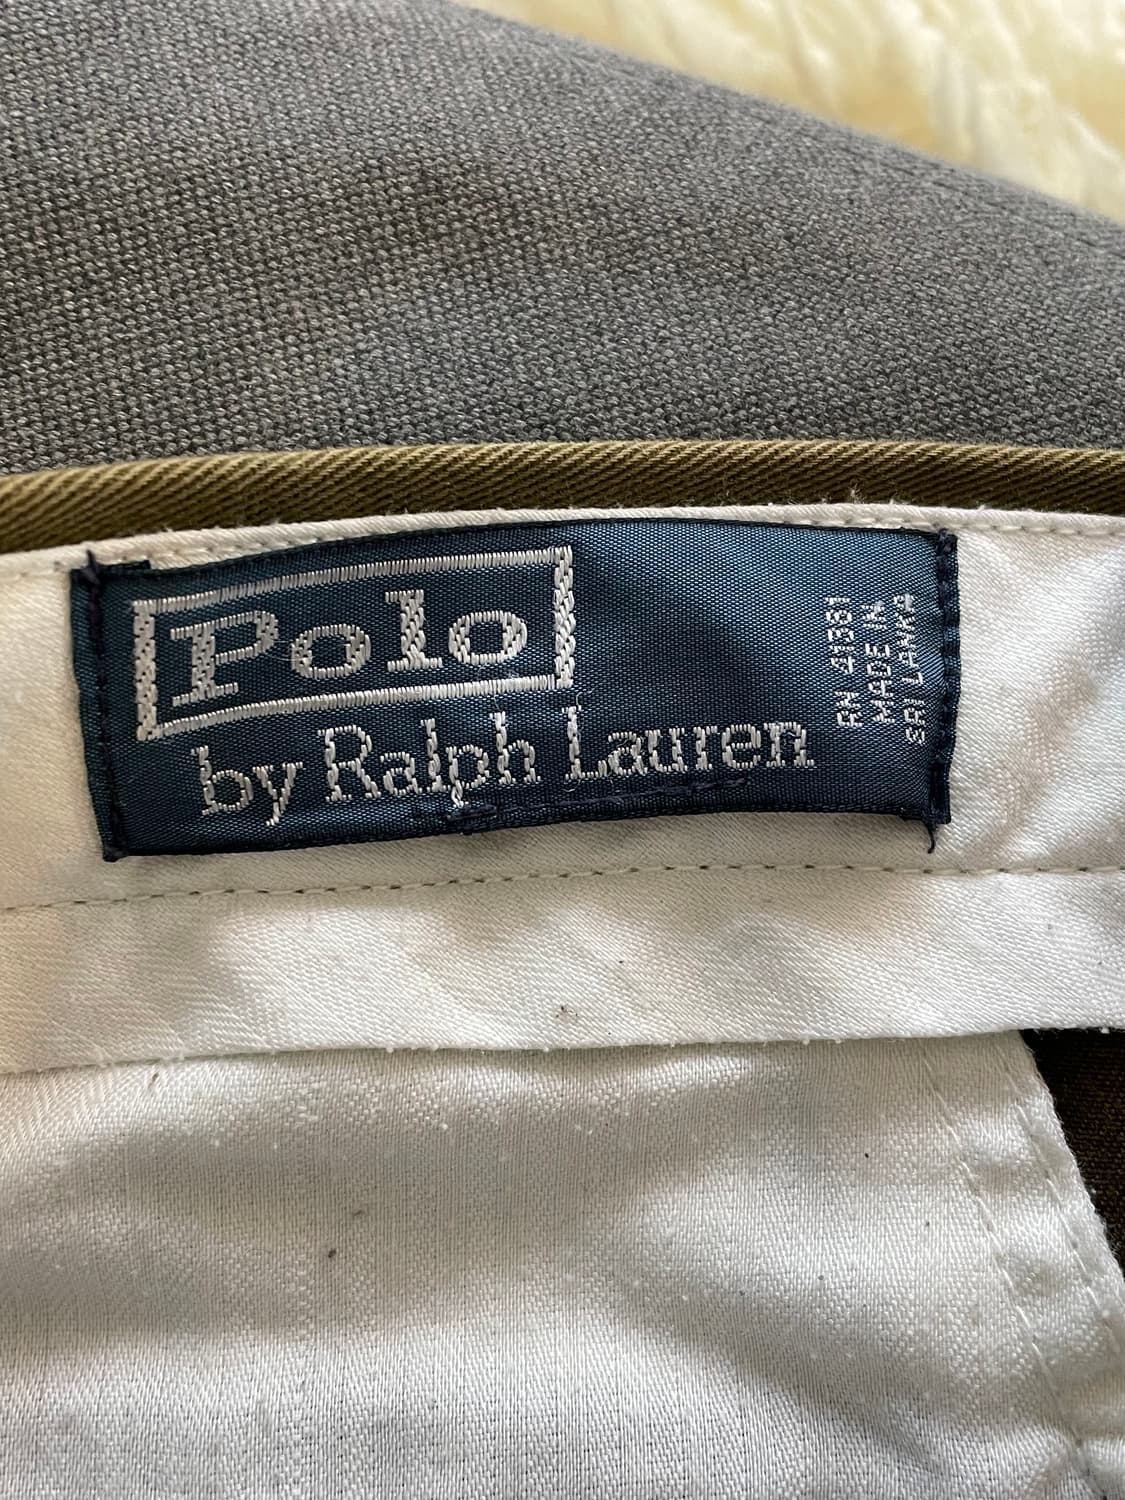 Polo
by Ralph Lauren
RN 41381
MADE IN
SRI LANKA